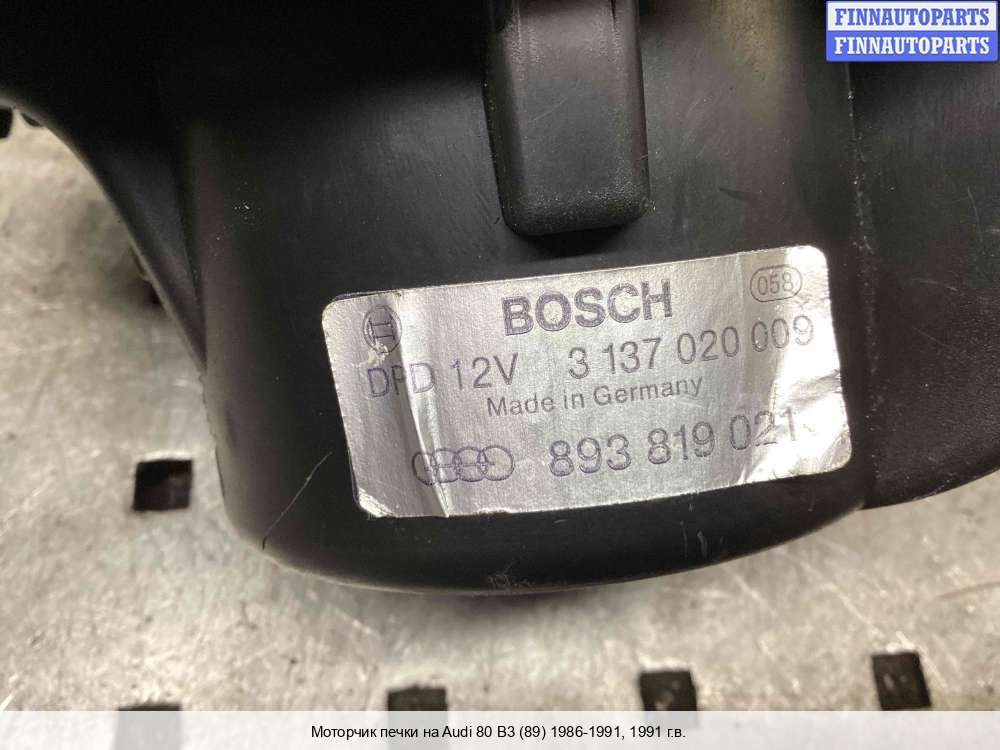 FINNAUTOPARTS
FINNAUTOPARTS
BOSCH 058
DPD 12V 3 137 020 009
Made in Germany
893 819 021
Моторчик печки на Audi 80 B3 (89) 1986-1991, 1991 г.в.